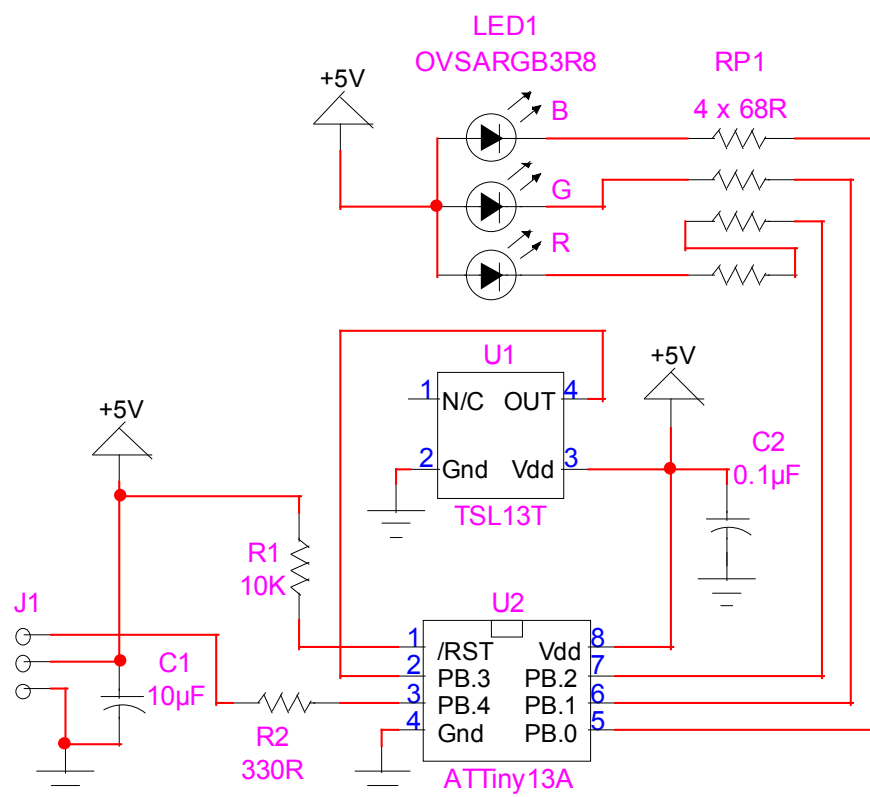 LED1
OVSARGB3R8
RP1
4 x 68R
+5V
B
G
R
U1
1 N/C OUT 4
2 Gnd Vdd 3
TSL13T
+5V
C2
0.1µF
+5V
R1
10K
J1
C1
10µF
R2
330R
U2
1 /RST Vdd 8
2 PB.3 PB.2 7
3 PB.4 PB.1 6
4 Gnd PB.0 5
ATTiny13A